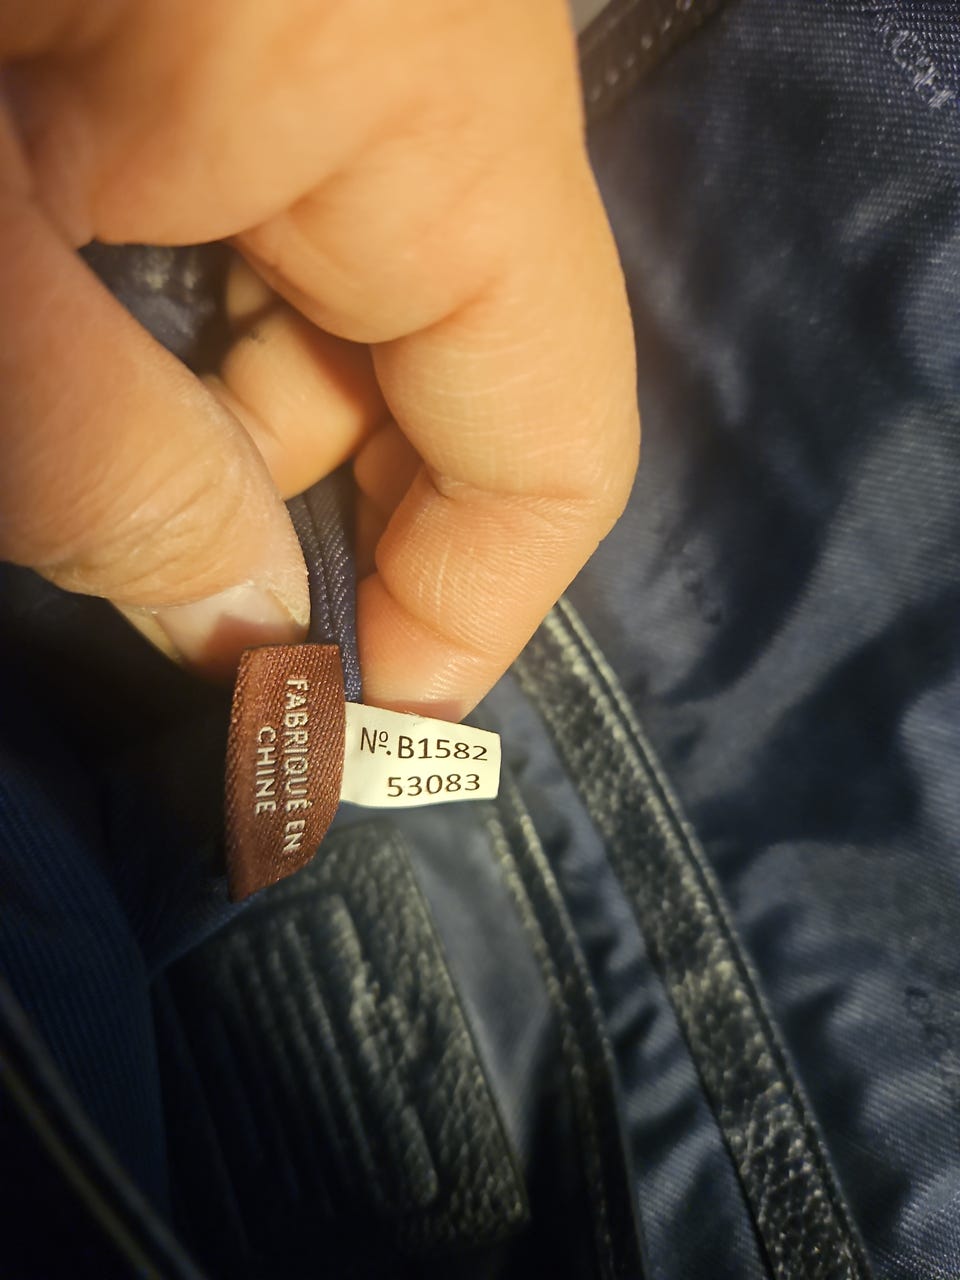 FABRIQUÉ EN
CHINE
Nº.B1582
53083